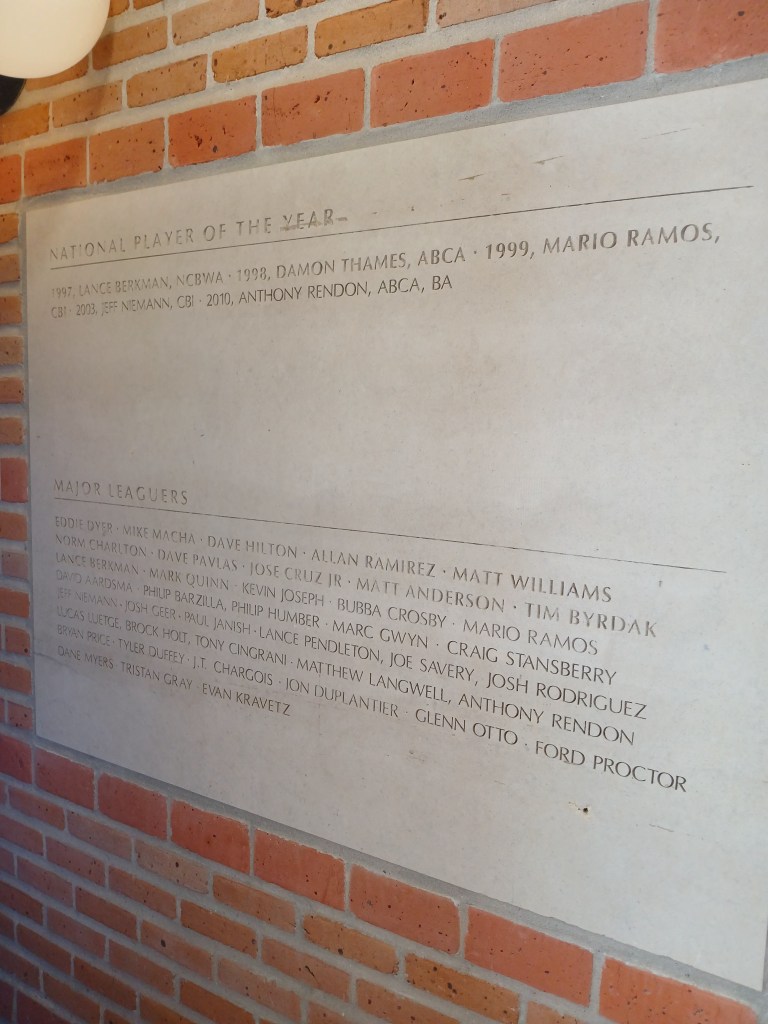 NATIONAL PLAYER OF THE YEAR
1997, LANCE BERKMAN, NCBWA · 1998, DAMON THAMES, ABCA · 1999, MARIO RAMOS,
CBI · 2003, JEFF NIEMANN, CBI · 2010, ANTHONY RENDON, ABCA, BA
MAJOR LEAGUERS
EDDIE DYER · MIKE MACHA · DAVE HILTON · ALLAN RAMIREZ · MATT WILLIAMS
NORM CHARLTON · DAVE PAVLAS · JOSE CRUZ JR · MATT ANDERSON · TIM BYRDAK
LANCE BERKMAN · MARK QUINN · KEVIN JOSEPH · BUBBA CROSBY · MARIO RAMOS
DAVID AARDSMA · PHILIP BARZILLA, PHILIP HUMBER · MARC GWYN · CRAIG STANSBERRY
JEFF NIEMANN · JOSH GEER · PAUL JANISH · LANCE PENDLETON, JOE SAVERY, JOSH RODRIGUEZ
LUCAS LUETGE, BROCK HOLT, TONY CINGRANI · MATTHEW LANGWELL, ANTHONY RENDON
BRYAN PRICE · TYLER DUFFEY · J.T. CHARGOIS · JON DUPLANTIER · GLENN OTTO · FORD PROCTOR
DANE MYERS · TRISTAN GRAY · EVAN KRAVETZ